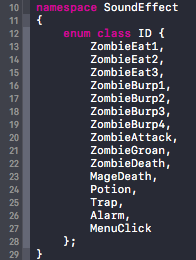 10 namespace SoundEffect
11 {
12 enum class ID {
13 ZombieEat1,
14 ZombieEat2,
15 ZombieEat3,
16 ZombieBurp1,
17 ZombieBurp2,
18 ZombieBurp3,
19 ZombieBurp4,
20 ZombieAttack,
21 ZombieGroan,
22 ZombieDeath,
23 MageDeath,
24 Potion,
25 Trap,
26 Alarm,
27 MenuClick
28 };
29 }